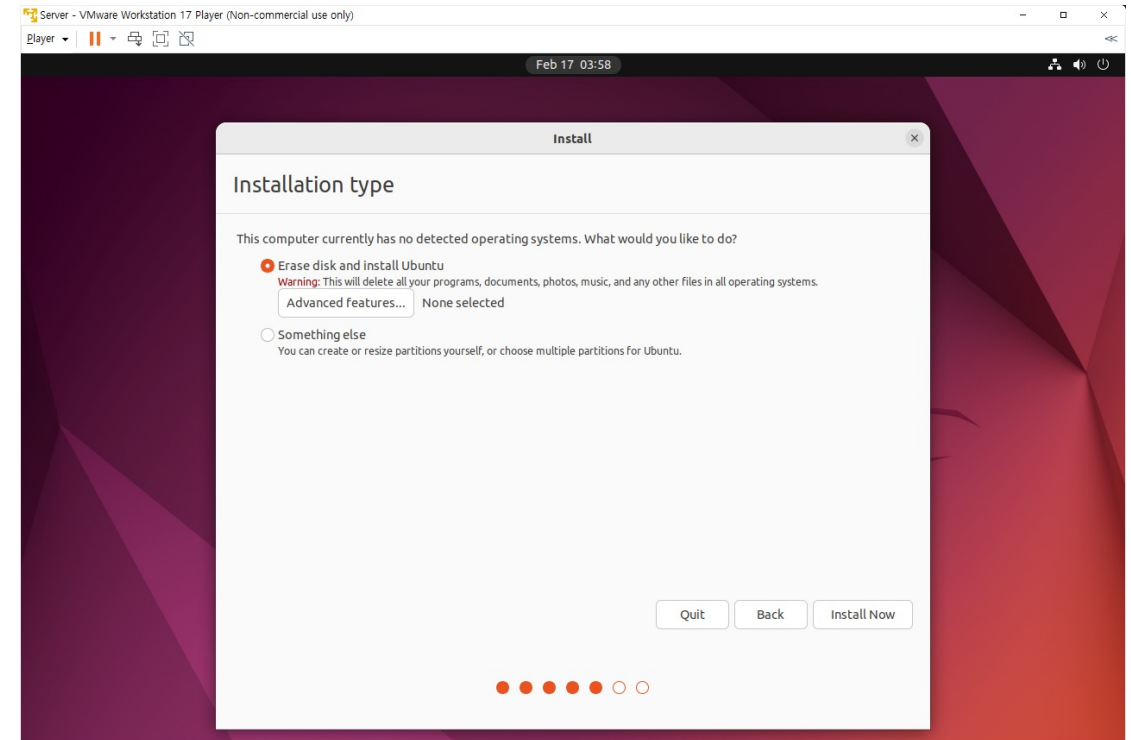 Server - VMware Workstation 17 Player (Non-commercial use only)
Player
Feb 17 03:58
Install
Installation type
This computer currently has no detected operating systems. What would you like to do?
Erase disk and install Ubuntu
Warning: This will delete all your programs, documents, photos, music, and any other files in all operating systems.
Advanced features... None selected
Something else
You can create or resize partitions yourself, or choose multiple partitions for Ubuntu.
Quit Back Install Now